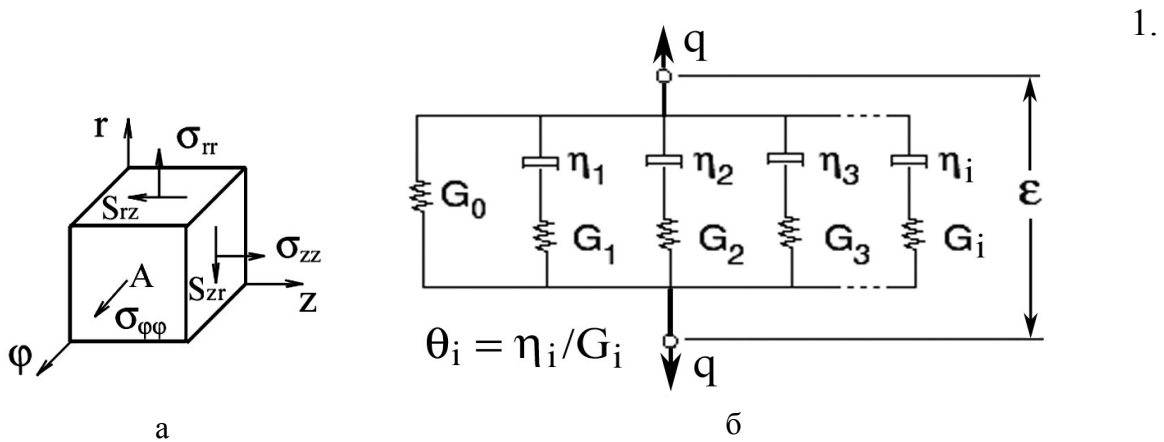 1.
q
r
σrr
Srz
A
σφφ
Szr
σzz
z
φ
G0
η1
η2
η3
ηi
G1
G2
G3
Gi
ε
θi = ηi/Gi
q
а
б